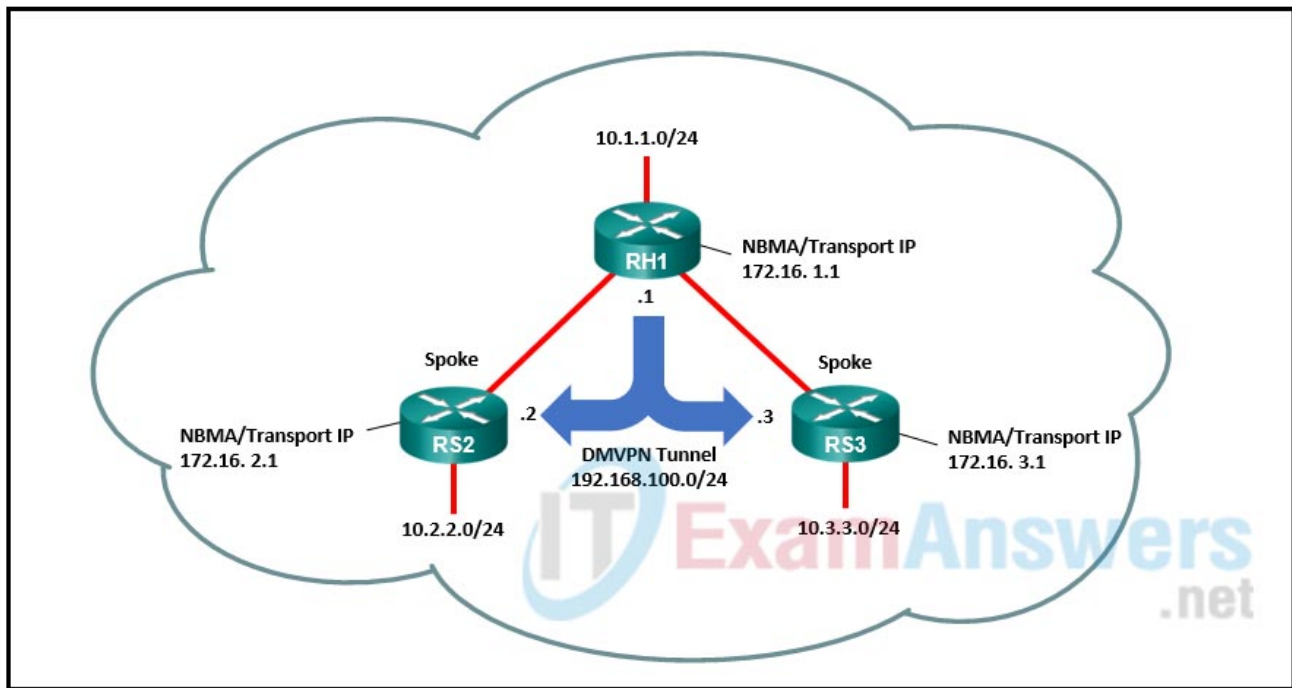 10.1.1.0/24
NBMA/Transport IP
172.16. 1.1
RH1
.1
Spoke
Spoke
.2
.3
NBMA/Transport IP
172.16. 2.1
RS2
RS3
NBMA/Transport IP
172.16. 3.1
DMVPN Tunnel
192.168.100.0/24
10.2.2.0/24
10.3.3.0/24
ITExamAnswers
.net